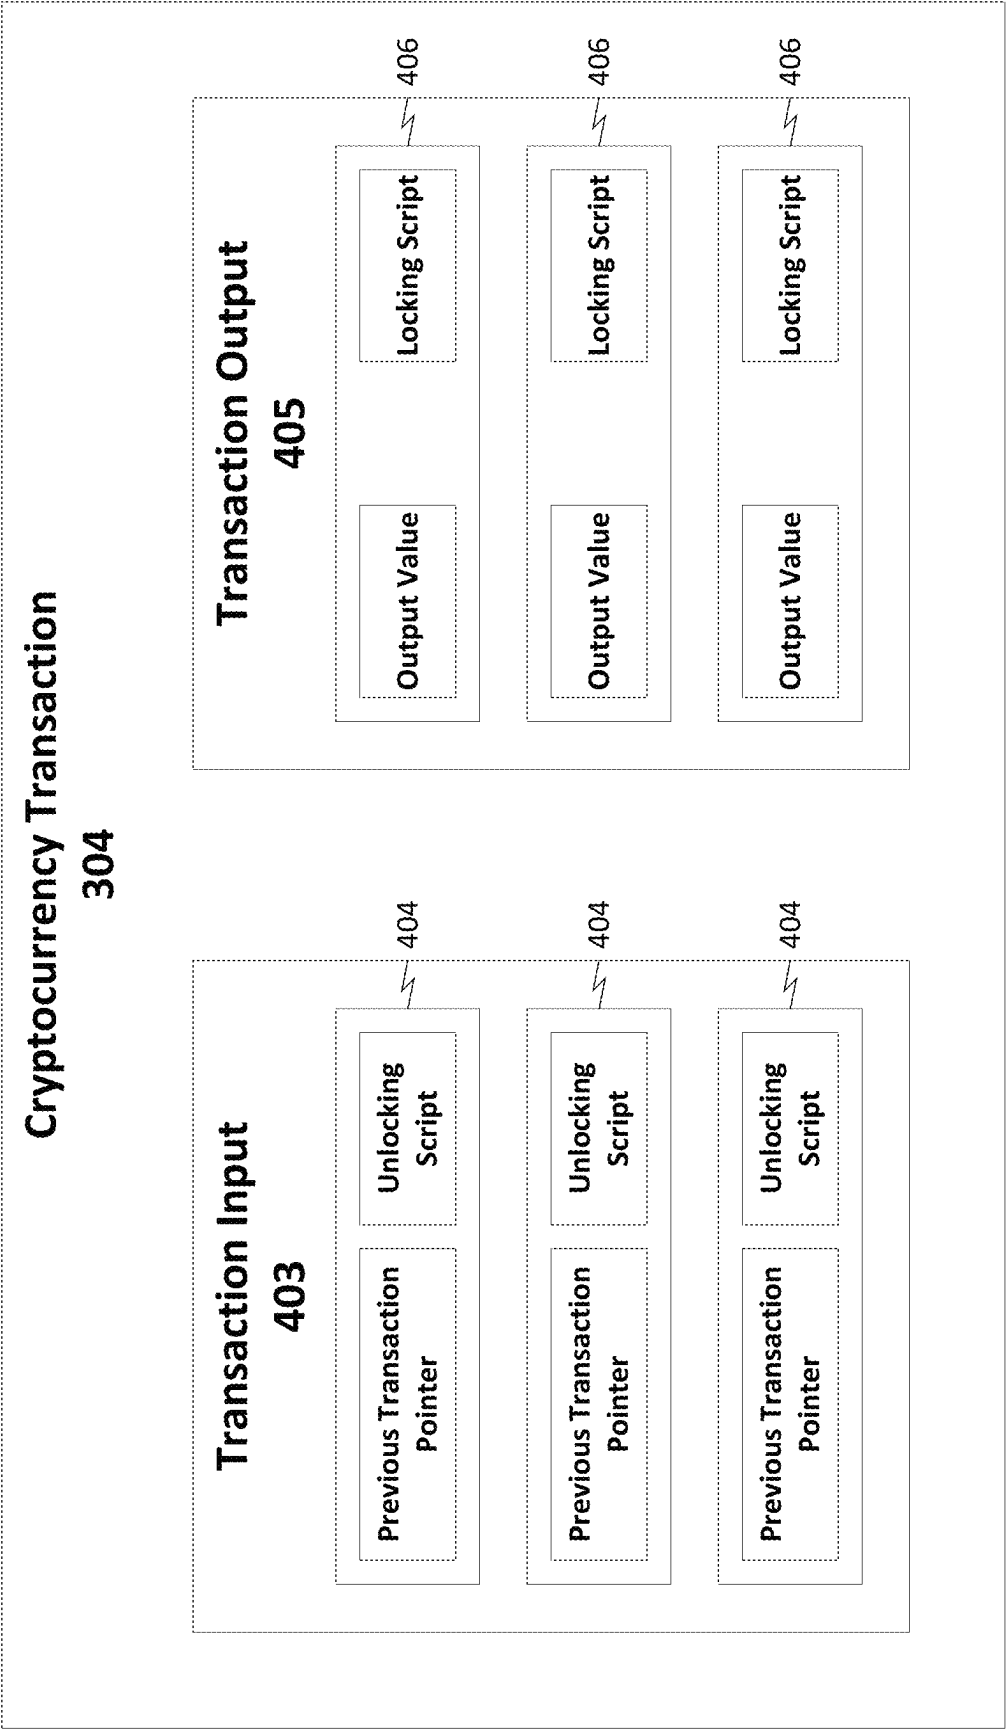 Cryptocurrency Transaction
304
Transaction Input
403
404
Previous Transaction
Pointer
Unlocking
Script
404
Previous Transaction
Pointer
Unlocking
Script
404
Previous Transaction
Pointer
Unlocking
Script
Transaction Output
405
406
Output Value
Locking Script
406
Output Value
Locking Script
406
Output Value
Locking Script